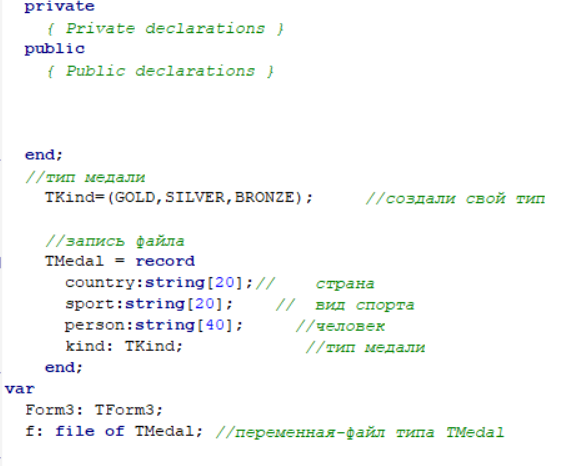 private
{ Private declarations }
public
{ Public declarations }
end;
//тип медали
TKind=(GOLD,SILVER,BRONZE);     //создали свой тип
//запись файла
TMedal = record
country:string[20];//    страна
sport:string[20];    //  вид спорта
person:string[40];     //человек
kind: TKind;            //тип медали
end;
var
Form3: TForm3;
f: file of TMedal; //переменная-файл типа TMedal